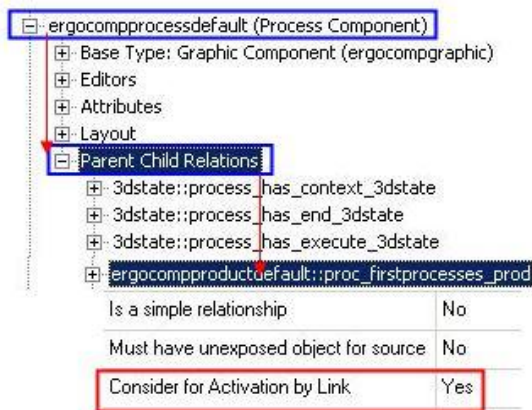 ergocompprocessdefault (Process Component)
Base Type: Graphic Component (ergocompgraphic)
Editors
Attributes
Layout
Parent Child Relations
3dstate::process_has_context_3dstate
3dstate::process_has_end_3dstate
3dstate::process_has_execute_3dstate
ergocompproductdefault::proc_firstprocesses_prod
Is a simple relationship No
Must have unexposed object for source No
Consider for Activation by Link Yes